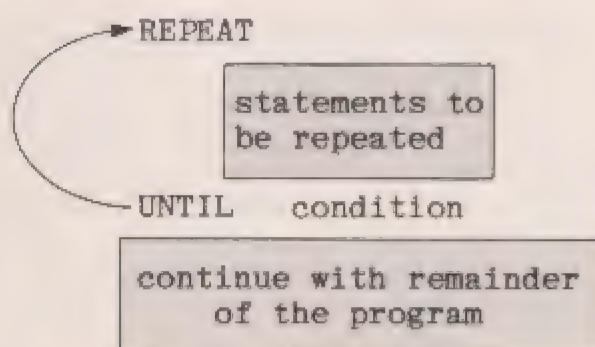 REPEAT
statements to
be repeated
UNTIL condition
continue with remainder
of the program